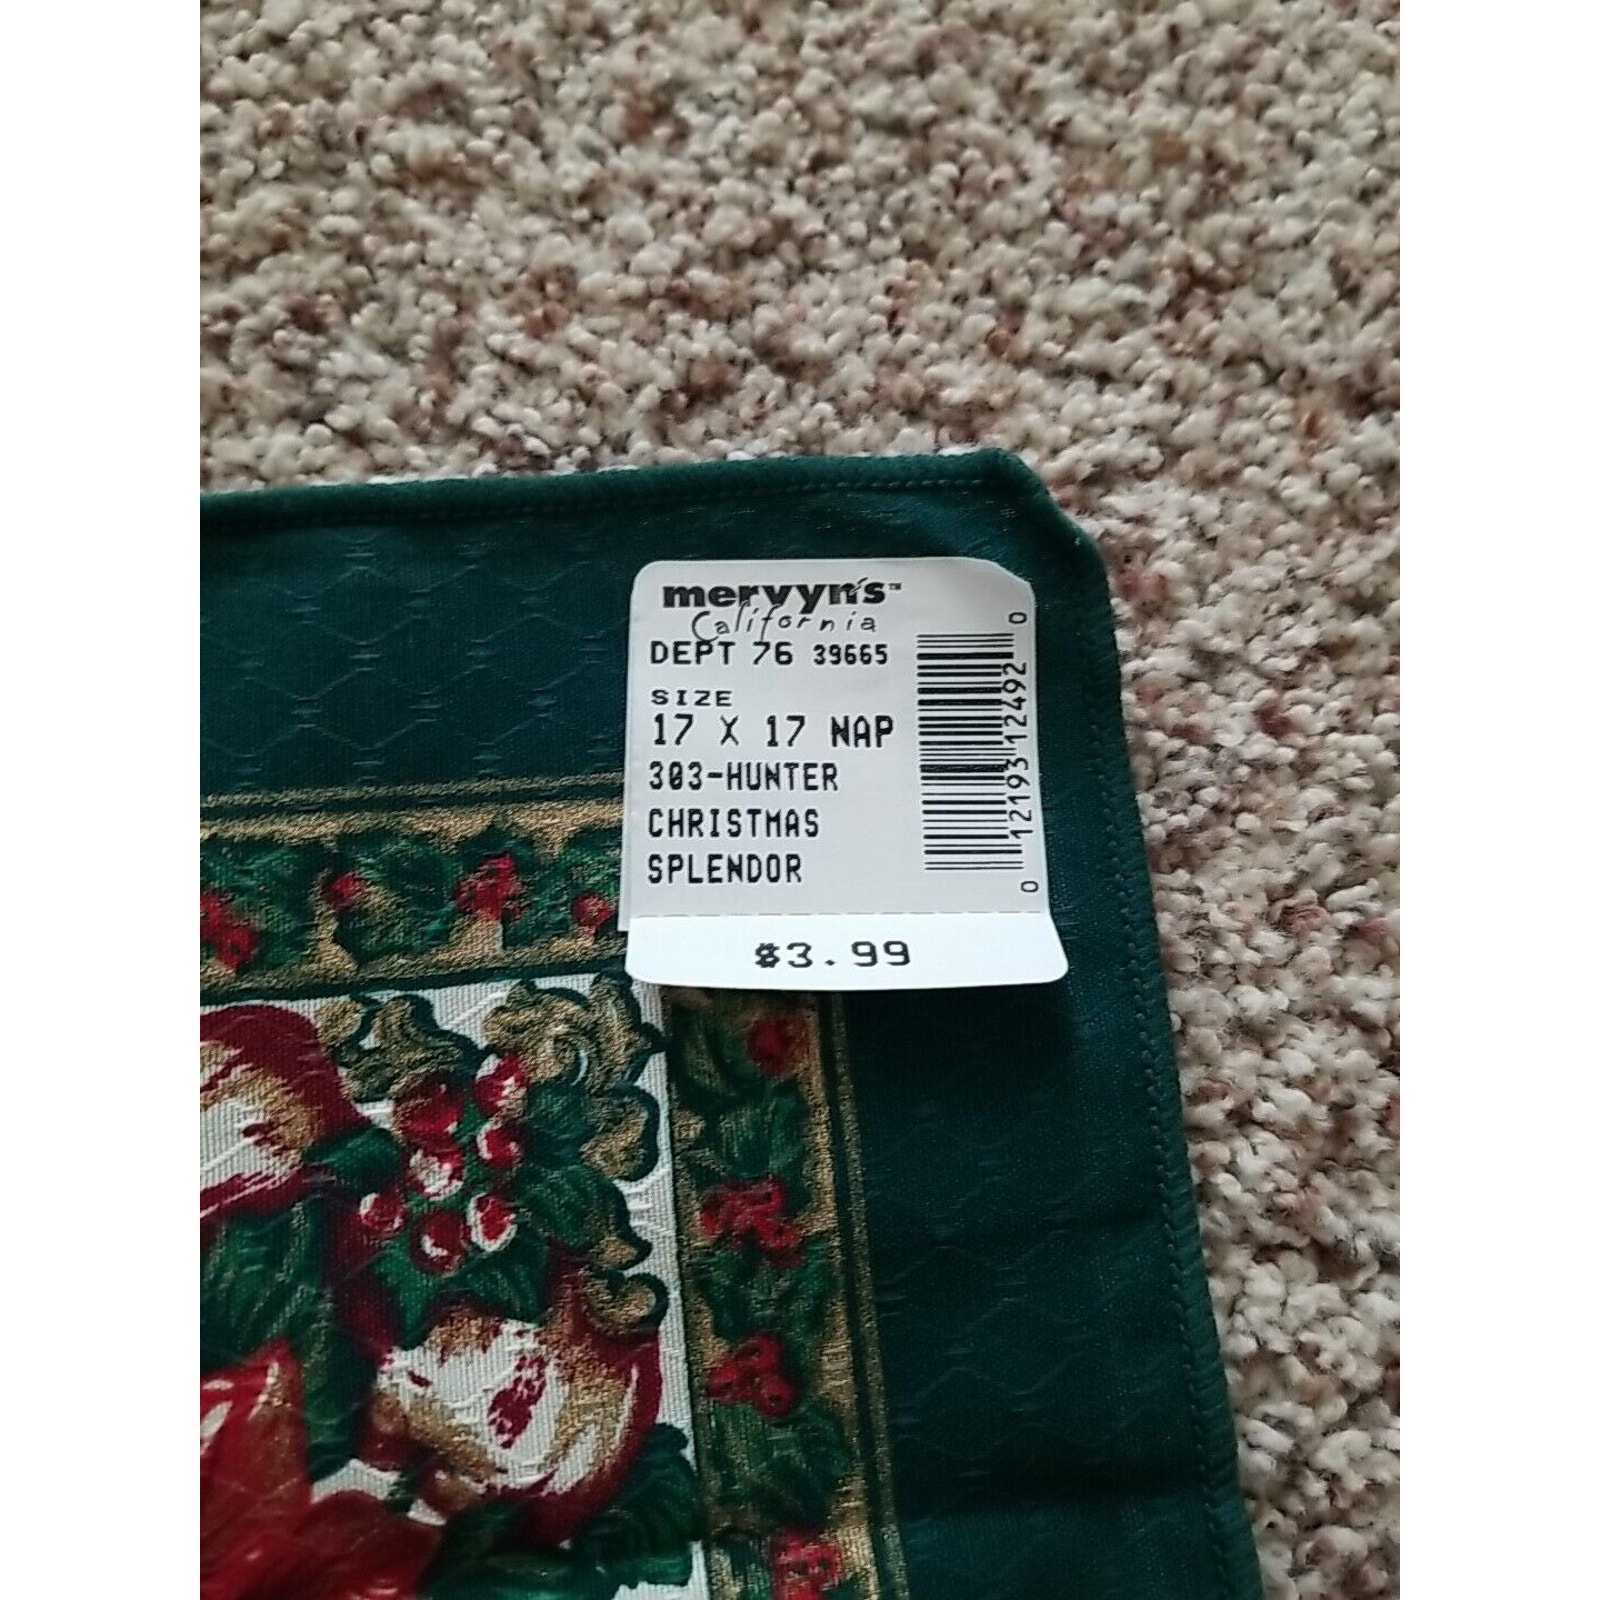 mervyn's™
California
DEPT 76 39665
SIZE
17 X 17 NAP
303-HUNTER
CHRISTMAS
SPLENDOR
$3.99
0 12193 12492 0